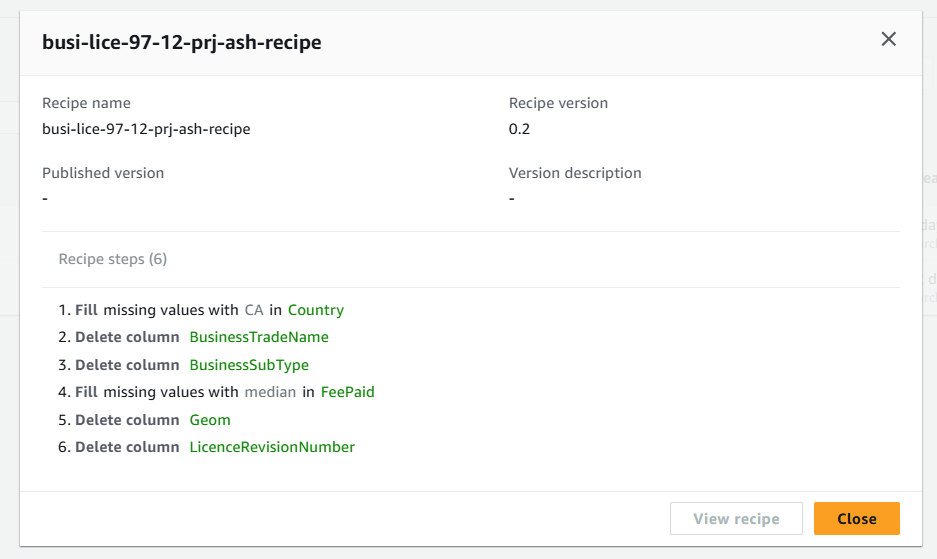 busi-lice-97-12-prj-ash-recipe
Recipe name
busi-lice-97-12-prj-ash-recipe
Recipe version
0.2
Published version
-
Version description
-
Recipe steps (6)
1. Fill missing values with CA in Country
2. Delete column BusinessTradeName
3. Delete column BusinessSubType
4. Fill missing values with median in FeePaid
5. Delete column Geom
6. Delete column LicenceRevisionNumber
View recipe
Close